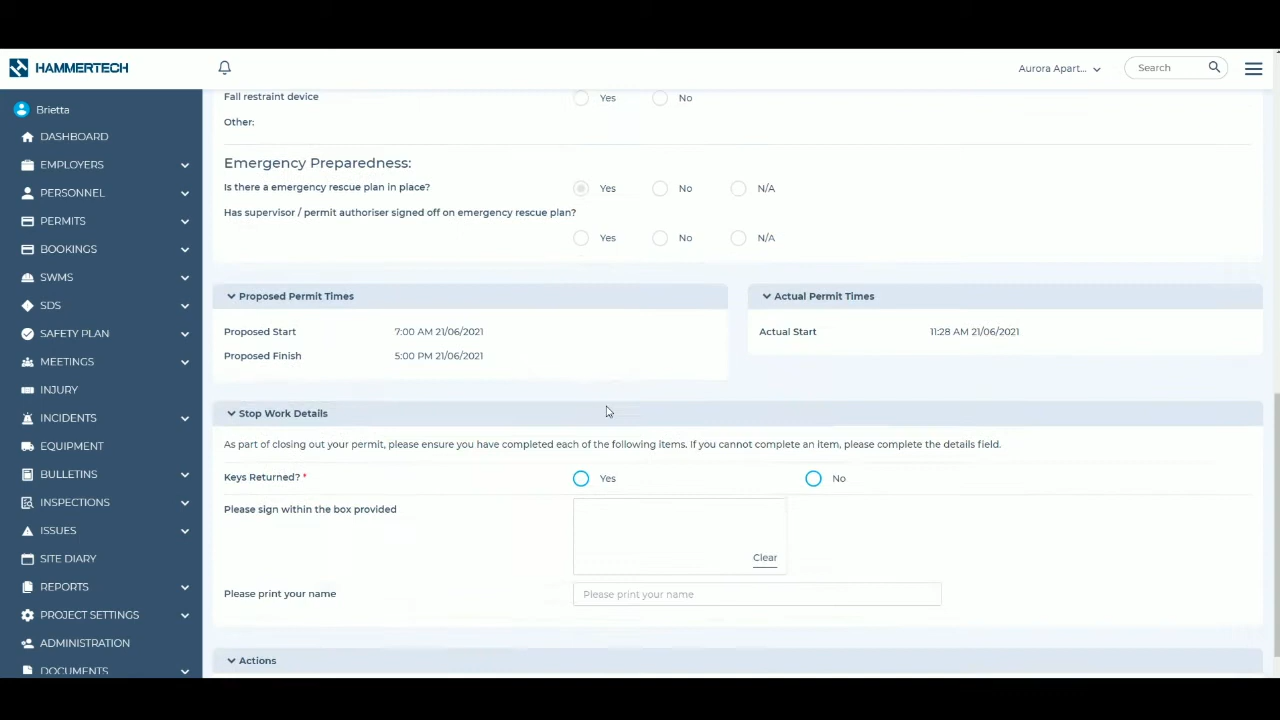 HAMMERTECH
Aurora Apart...
Search
Brietta
DASHBOARD
EMPLOYERS
PERSONNEL
PERMITS
BOOKINGS
SWMS
SDS
SAFETY PLAN
MEETINGS
INJURY
INCIDENTS
EQUIPMENT
BULLETINS
INSPECTIONS
ISSUES
SITE DIARY
REPORTS
PROJECT SETTINGS
ADMINISTRATION
DOCUMENTS
Fall restraint device Yes No
Other:
Emergency Preparedness:
Is there a emergency rescue plan in place? Yes No N/A
Has supervisor / permit authoriser signed off on emergency rescue plan?
Yes No N/A
Proposed Permit Times
Proposed Start 7:00 AM 21/06/2021
Proposed Finish 5:00 PM 21/06/2021
Actual Permit Times
Actual Start 11:28 AM 21/06/2021
Stop Work Details
As part of closing out your permit, please ensure you have completed each of the following items. If you cannot complete an item, please complete the details field.
Keys Returned? * Yes No
Please sign within the box provided
Clear
Please print your name Please print your name
Actions